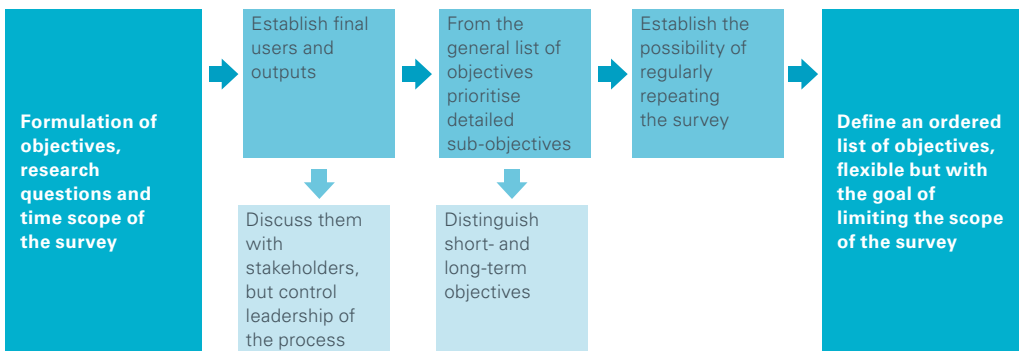 Formulation of
objectives,
research
questions and
time scope of
the survey
Establish final
users and
outputs
Discuss them
with
stakeholders,
but control
leadership of
the process
From the
general list of
objectives
prioritise
detailed
sub-objectives
Distinguish
short- and
long-term
objectives
Establish the
possibility of
regularly
repeating
the survey
Define an ordered
list of objectives,
flexible but with
the goal of
limiting the scope
of the survey